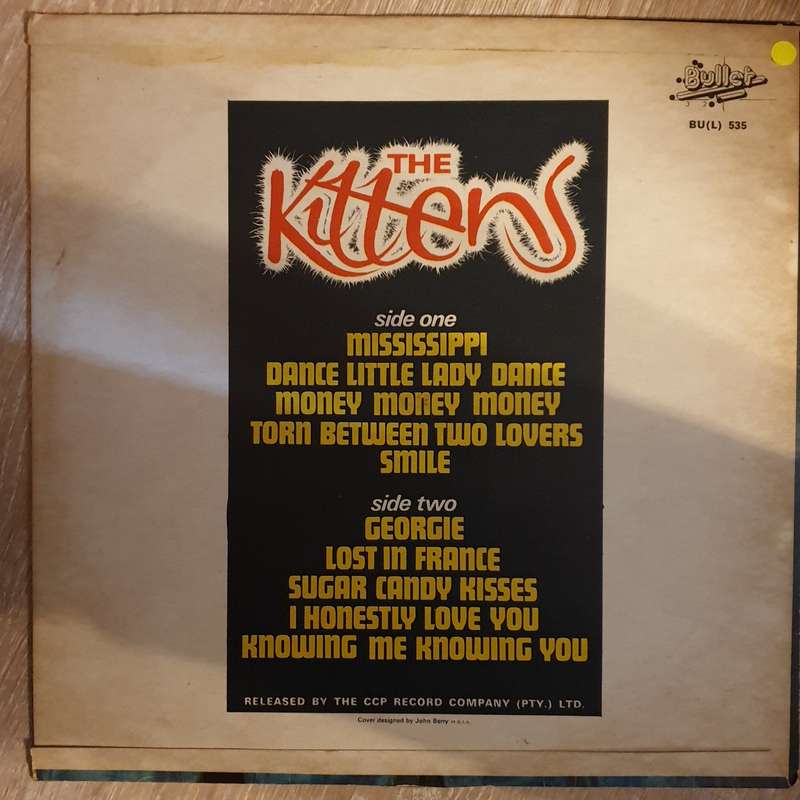 Bullet
BU(L) 535
THE
Kittens
side one
MISSISSIPPI
DANCE LITTLE LADY DANCE
MONEY MONEY MONEY
TORN BETWEEN TWO LOVERS
SMILE
side two
GEORGIE
LOST IN FRANCE
SUGAR CANDY KISSES
I HONESTLY LOVE YOU
KNOWING ME KNOWING YOU
RELEASED BY THE CCP RECORD COMPANY (PTY.) LTD.
Cover designed by John Berry